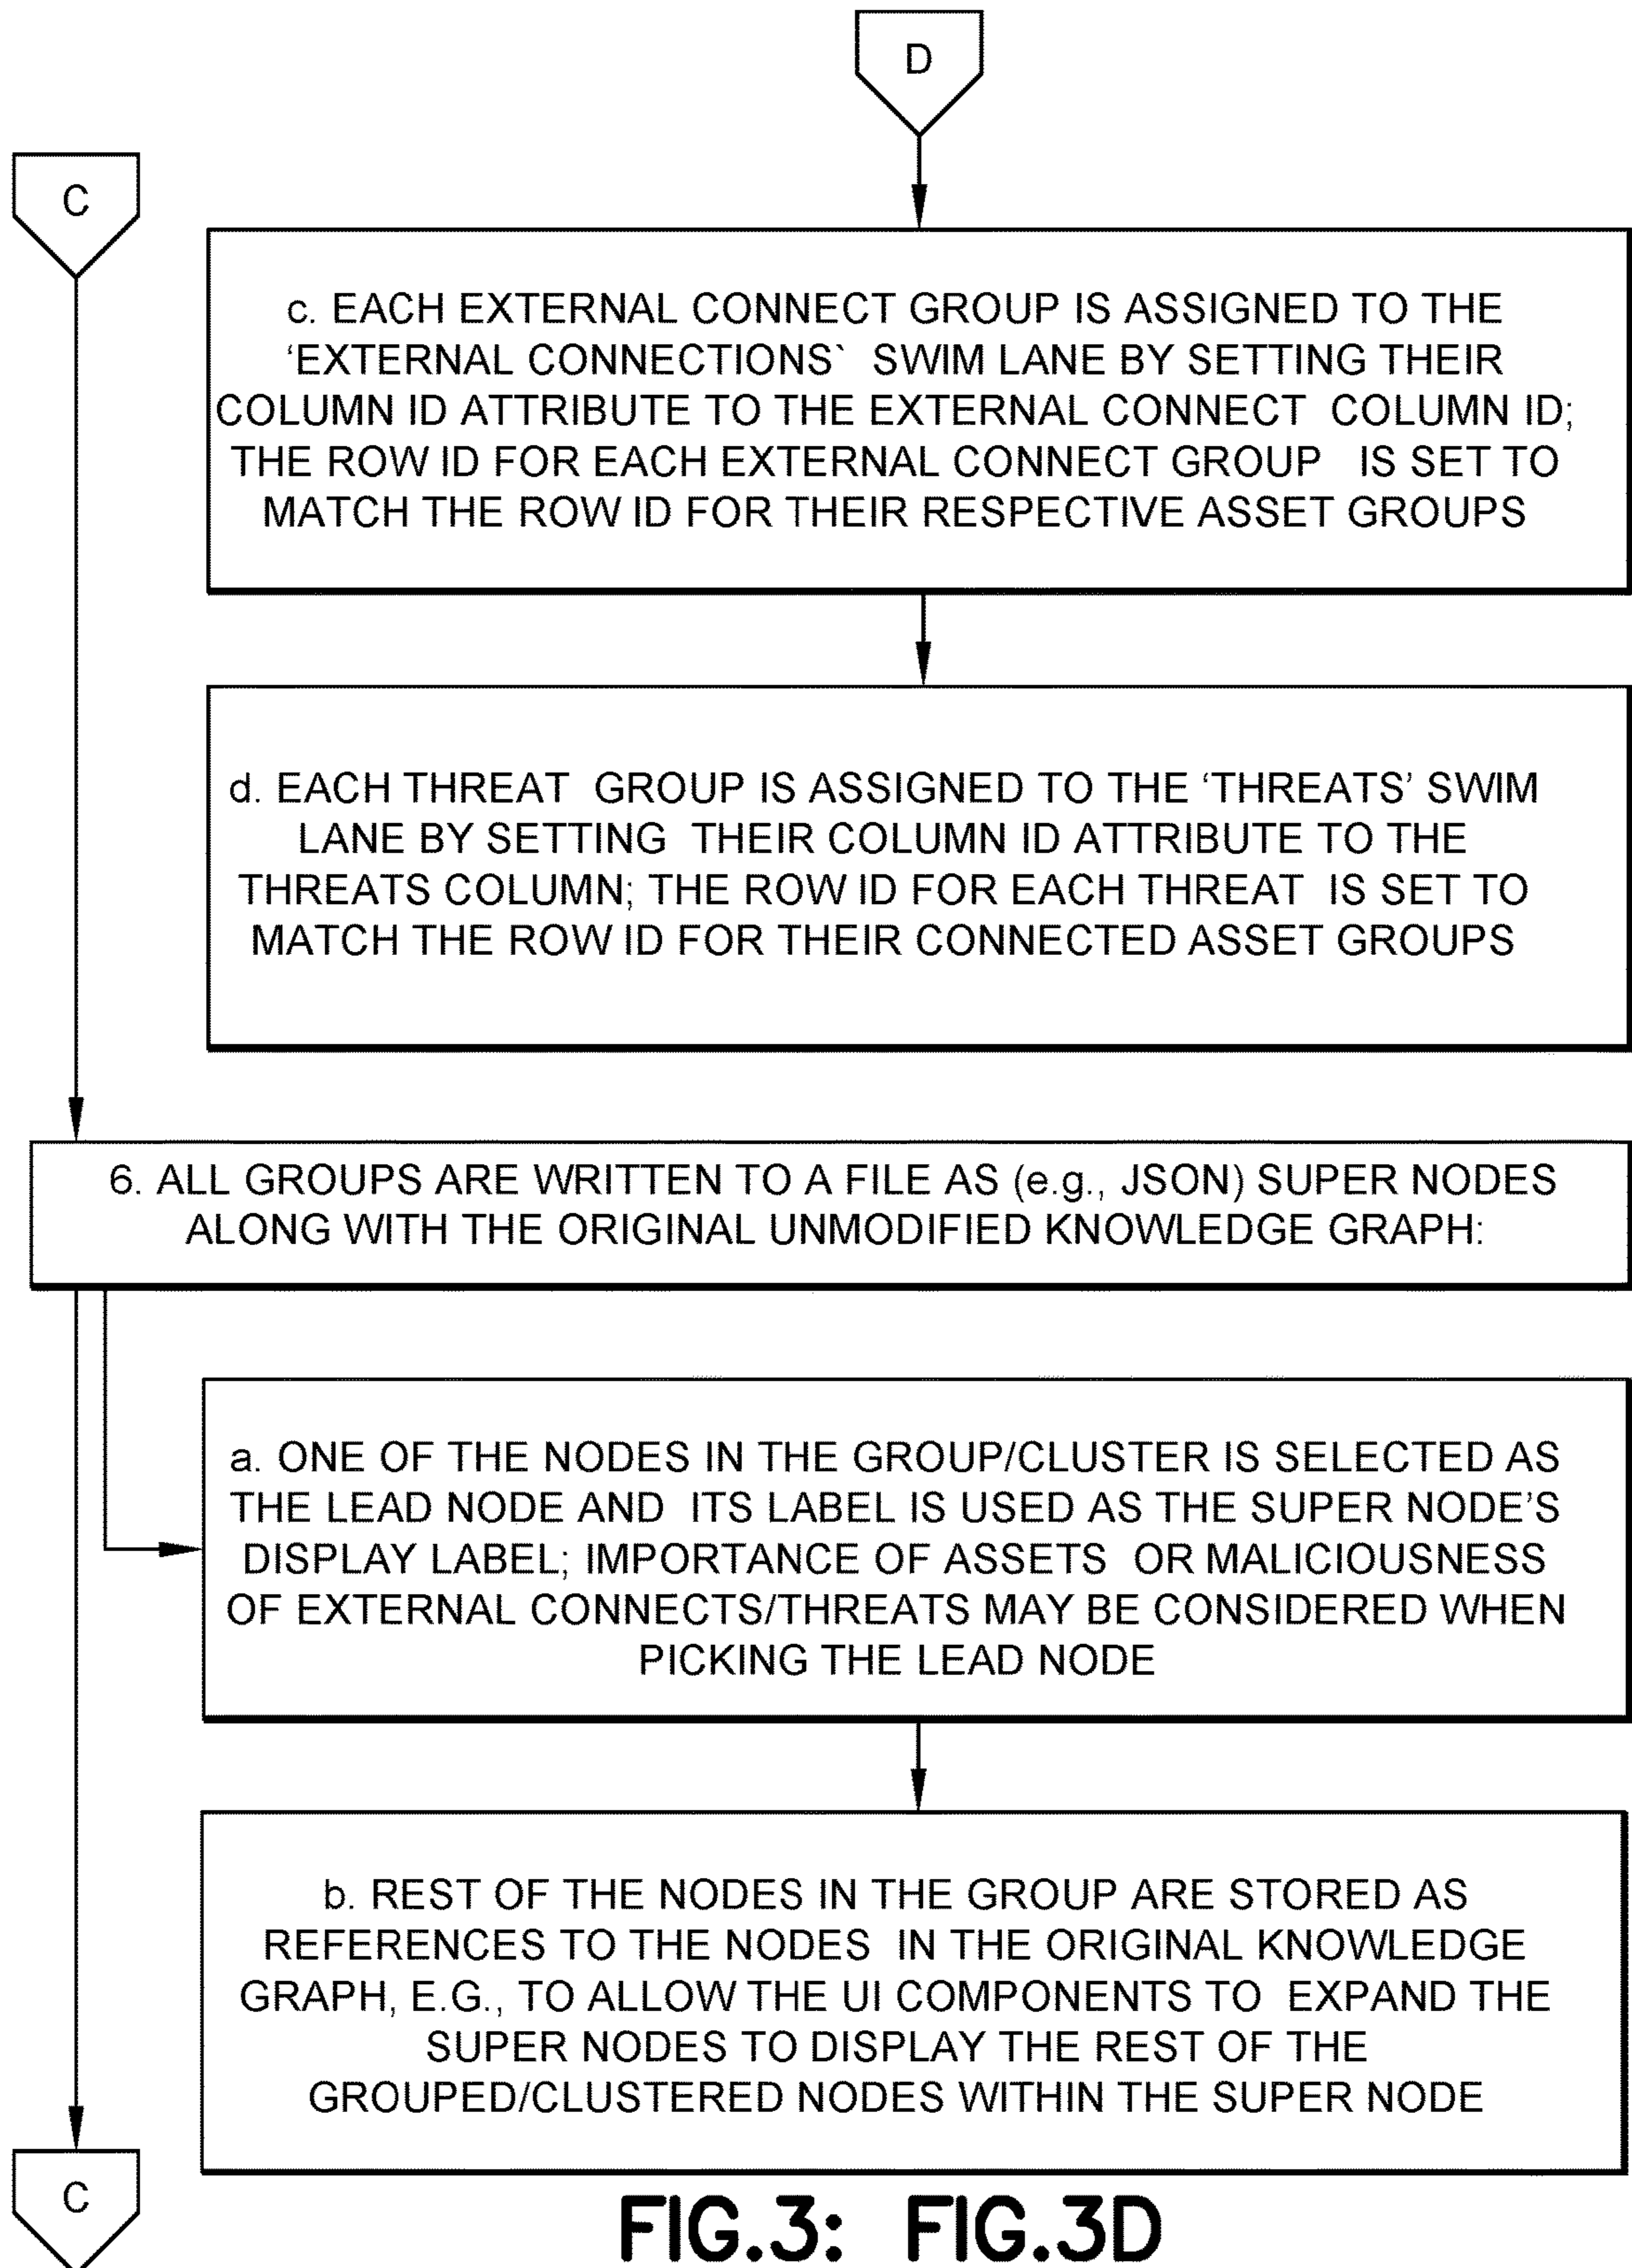 D
C
c. EACH EXTERNAL CONNECT GROUP IS ASSIGNED TO THE
‘EXTERNAL CONNECTIONS` SWIM LANE BY SETTING THEIR
COLUMN ID ATTRIBUTE TO THE EXTERNAL CONNECT COLUMN ID;
THE ROW ID FOR EACH EXTERNAL CONNECT GROUP IS SET TO
MATCH THE ROW ID FOR THEIR RESPECTIVE ASSET GROUPS
d. EACH THREAT GROUP IS ASSIGNED TO THE ‘THREATS’ SWIM
LANE BY SETTING THEIR COLUMN ID ATTRIBUTE TO THE
THREATS COLUMN; THE ROW ID FOR EACH THREAT IS SET TO
MATCH THE ROW ID FOR THEIR CONNECTED ASSET GROUPS
6. ALL GROUPS ARE WRITTEN TO A FILE AS (e.g., JSON) SUPER NODES
ALONG WITH THE ORIGINAL UNMODIFIED KNOWLEDGE GRAPH:
a. ONE OF THE NODES IN THE GROUP/CLUSTER IS SELECTED AS
THE LEAD NODE AND ITS LABEL IS USED AS THE SUPER NODE’S
DISPLAY LABEL; IMPORTANCE OF ASSETS OR MALICIOUSNESS
OF EXTERNAL CONNECTS/THREATS MAY BE CONSIDERED WHEN
PICKING THE LEAD NODE
b. REST OF THE NODES IN THE GROUP ARE STORED AS
REFERENCES TO THE NODES IN THE ORIGINAL KNOWLEDGE
GRAPH, E.G., TO ALLOW THE UI COMPONENTS TO EXPAND THE
SUPER NODES TO DISPLAY THE REST OF THE
GROUPED/CLUSTERED NODES WITHIN THE SUPER NODE
C
FIG.3: FIG.3D